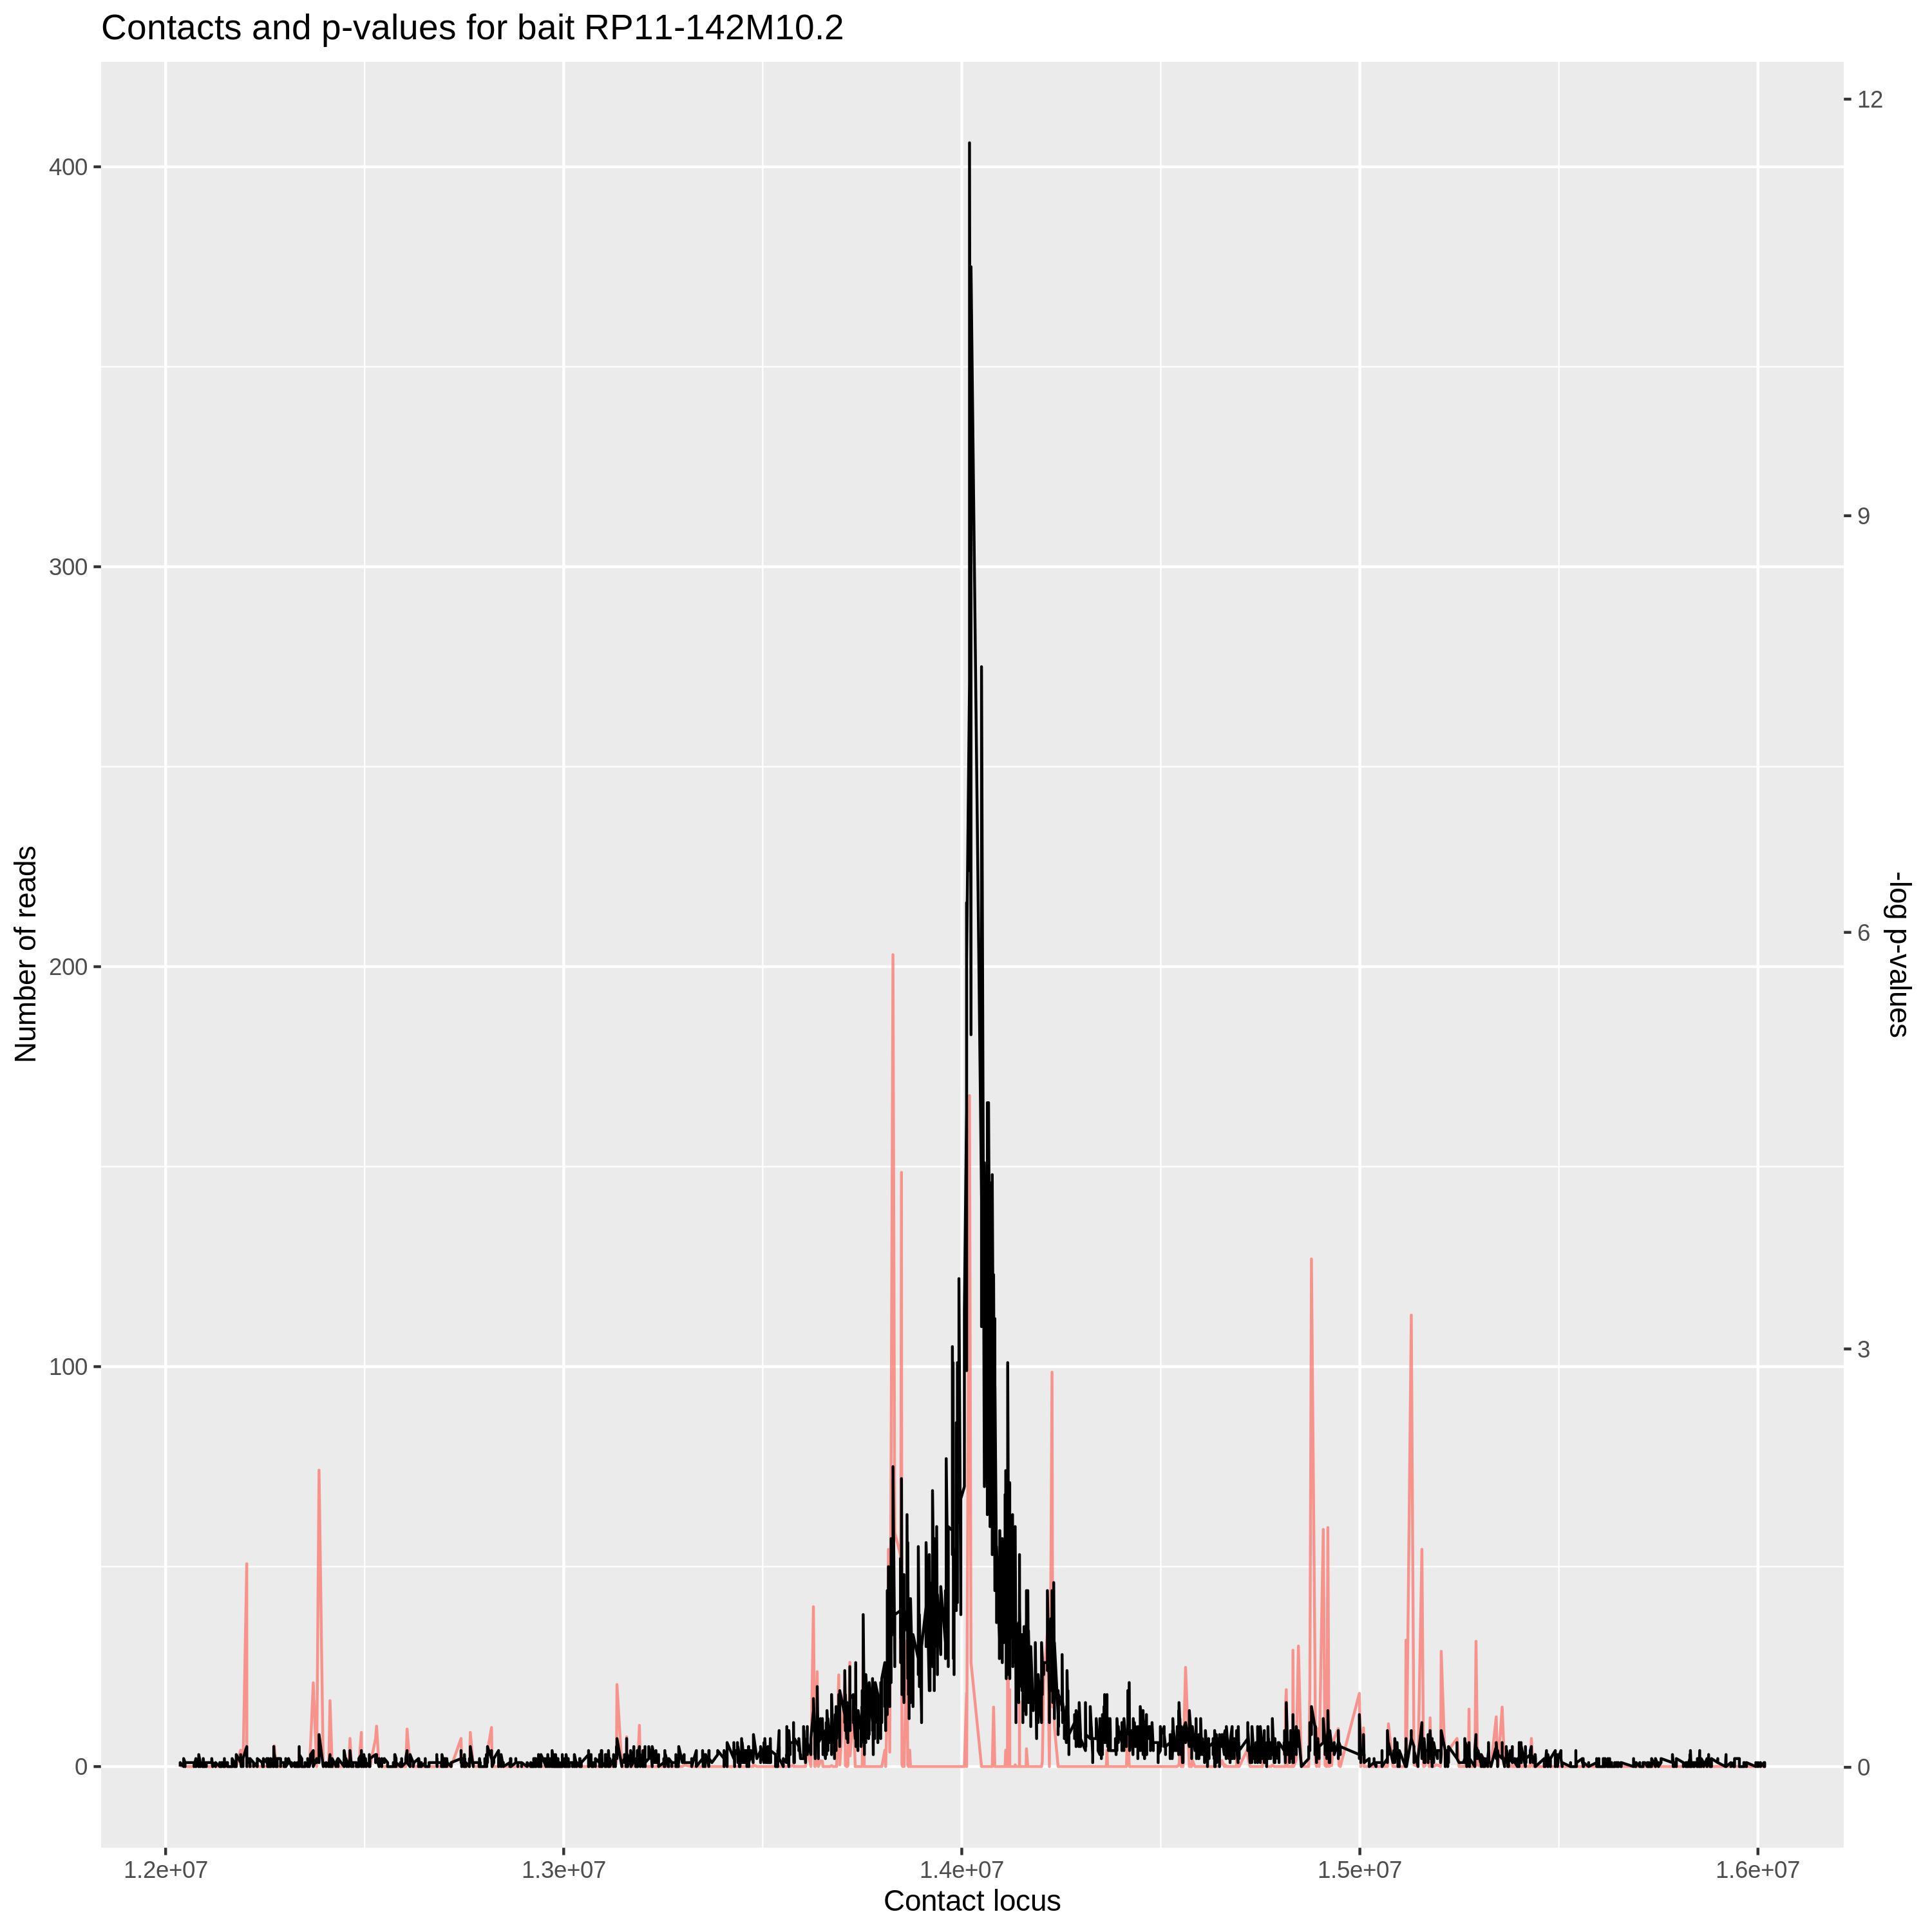 Contacts and p-values for bait RP11-142M10.2
400
300
200
100
0
Number of reads
12
9
6
3
0
-log p-values
1.2e+07 1.3e+07 1.4e+07 1.5e+07 1.6e+07
Contact locus